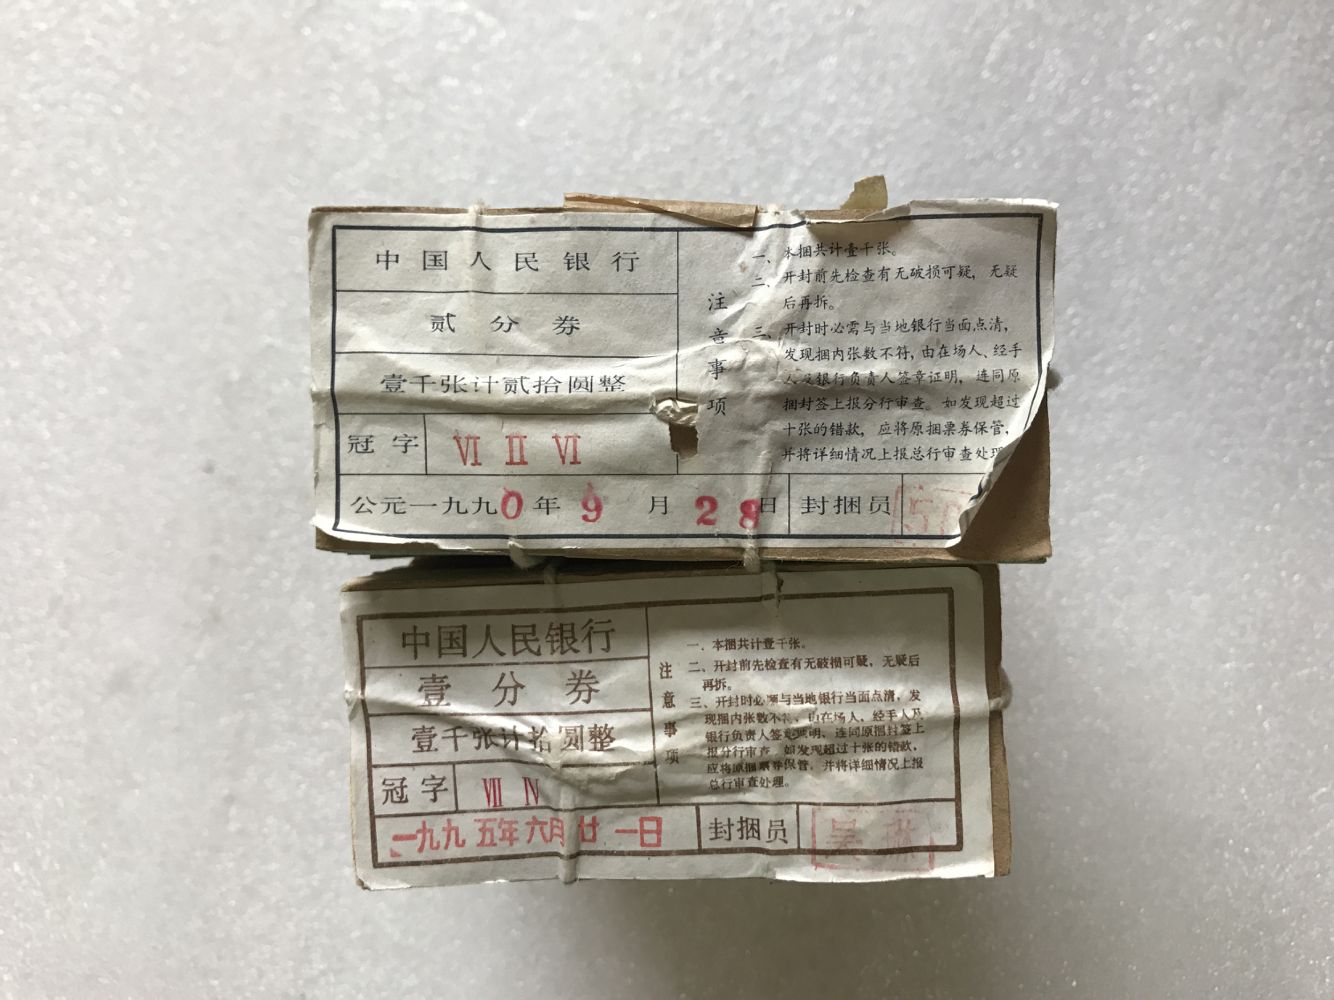 中国人民银行
贰分券
壹千张计贰拾圆整
冠字 VI II VI
公元一九九0年9月28日 封捆员
注意事项
一、本捆共计壹千张。
二、开封前先检查有无破损可疑，无疑
后再拆。
三、开封时必需与当地银行当面点清，
发现捆内张数不符，由在场人、经手
人及银行负责人签章证明，连同原
捆封签上报分行审查。如发现超过
十张的错款，应将原捆票券保管，
并将详细情况上报总行审查处理
中国人民银行
壹分券
壹千张计拾圆整
冠字 VII IV
一九九五年六月廿一日 封捆员
注意事项
一、本捆共计壹千张。
二、开封前先检查有无破损可疑，无疑后
再拆。
三、开封时必须与当地银行当面点清，发
现捆内张数不符，由在场人、经手人及
银行负责人签章证明，连同原捆封签上
报分行审查。如发现超过十张的错款，
应将原捆票券保管，并将详细情况上报
总行审查处理。